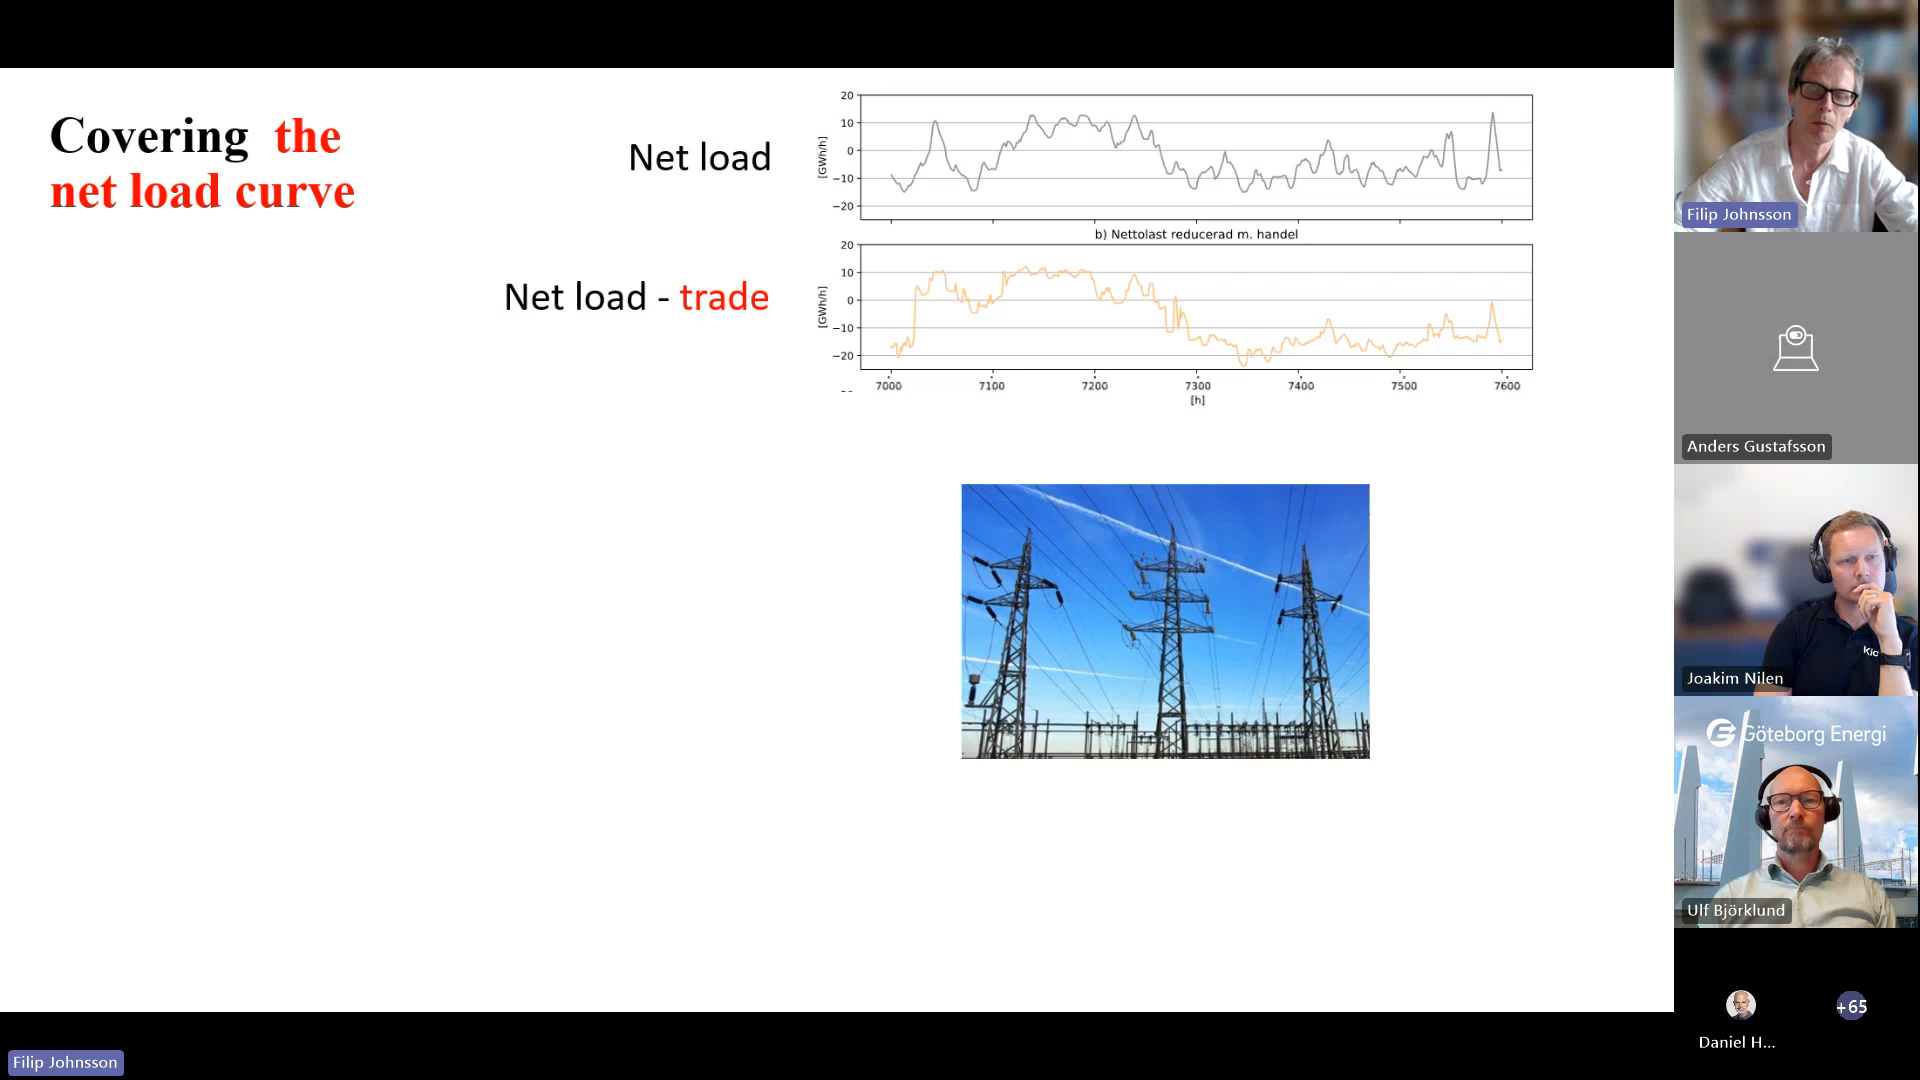 Covering the
net load curve
Net load
20
10
0
−10
−20
[GWh/h]
b) Nettolast reducerad m. handel
Net load - trade
20
10
0
−10
−20
[GWh/h]
7000 7100 7200 7300 7400 7500 7600
[h]
Filip Johnsson
Anders Gustafsson
kic
Joakim Nilen
Göteborg Energi
Ulf Björklund
+65
Daniel H...
Filip Johnsson